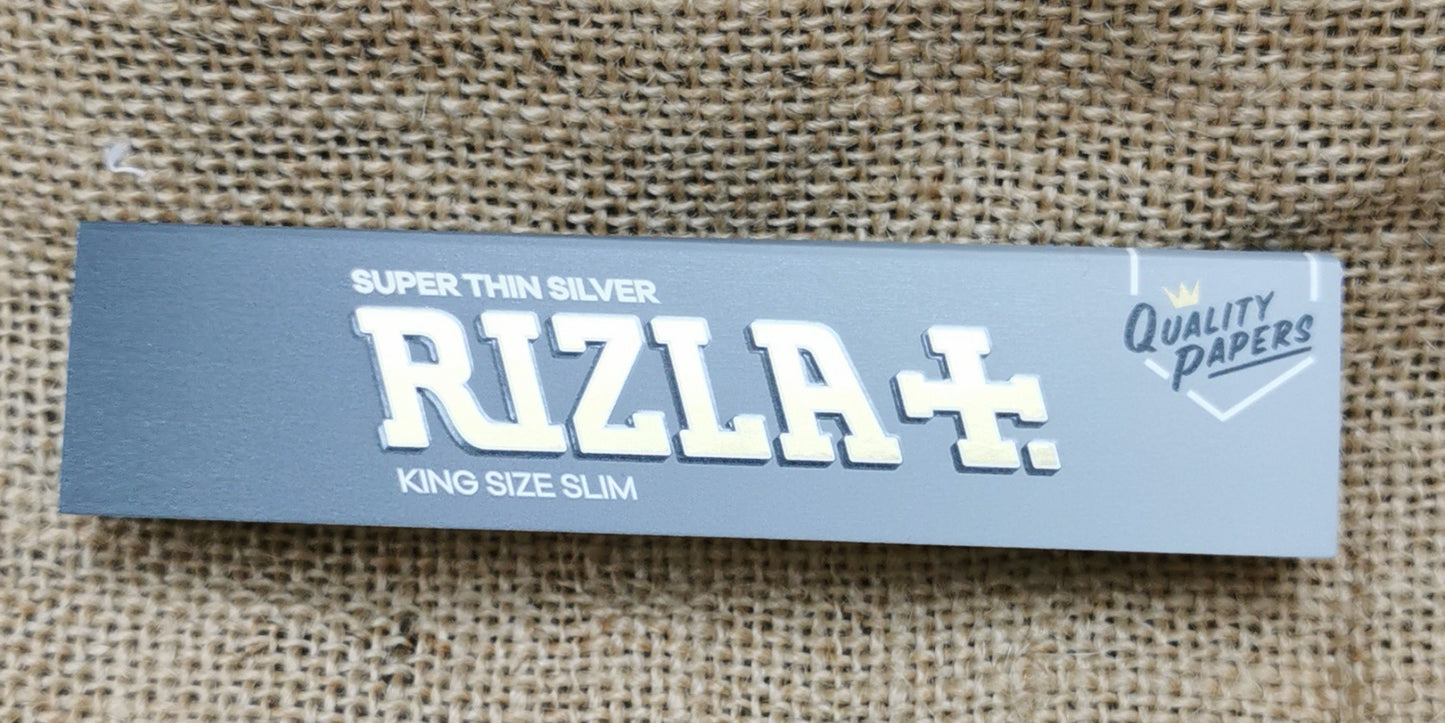 SUPER THIN SILVER
RIZLA+.
KING SIZE SLIM
QUALITY
PAPERS